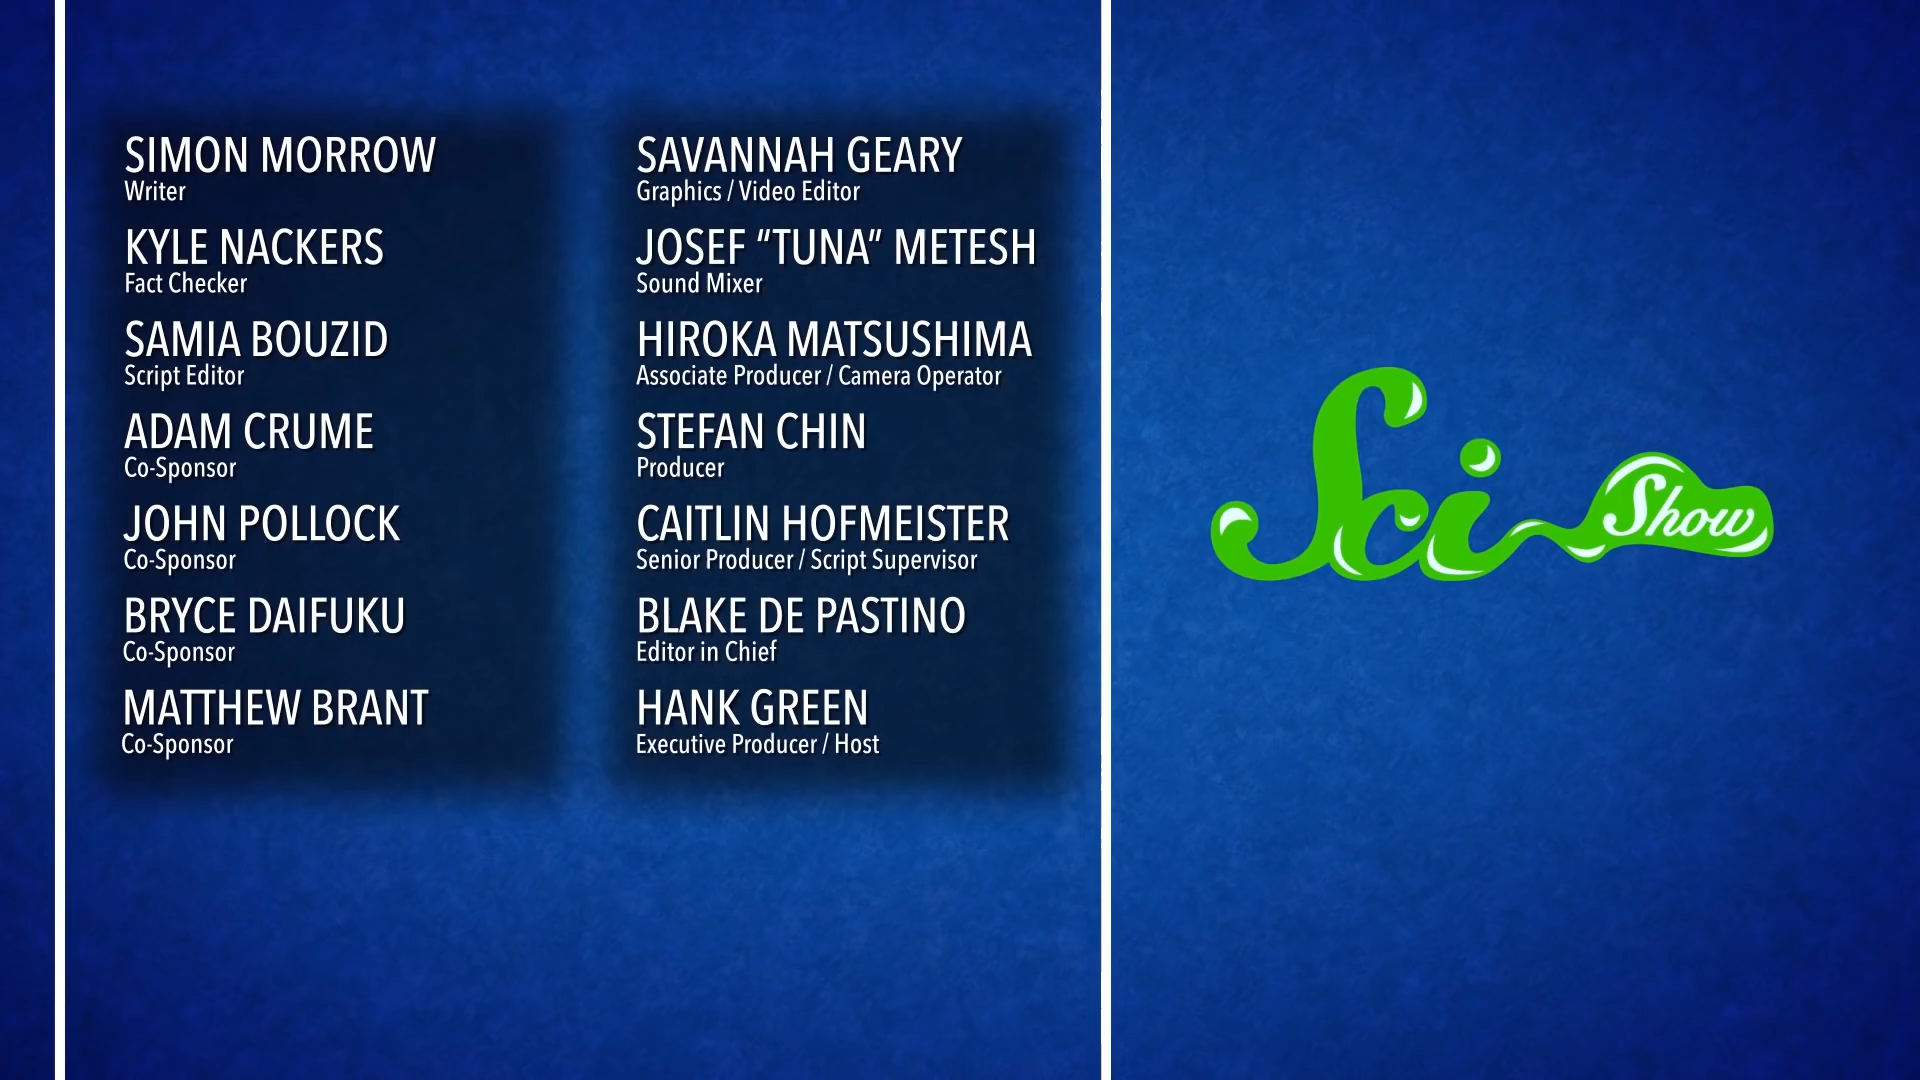 SIMON MORROW
Writer
KYLE NACKERS
Fact Checker
SAMIA BOUZID
Script Editor
ADAM CRUME
Co-Sponsor
JOHN POLLOCK
Co-Sponsor
BRYCE DAIFUKU
Co-Sponsor
MATTHEW BRANT
Co-Sponsor
SAVANNAH GEARY
Graphics / Video Editor
JOSEF “TUNA” METESH
Sound Mixer
HIROKA MATSUSHIMA
Associate Producer / Camera Operator
STEFAN CHIN
Producer
CAITLIN HOFMEISTER
Senior Producer / Script Supervisor
BLAKE DE PASTINO
Editor in Chief
HANK GREEN
Executive Producer / Host
Sci Show